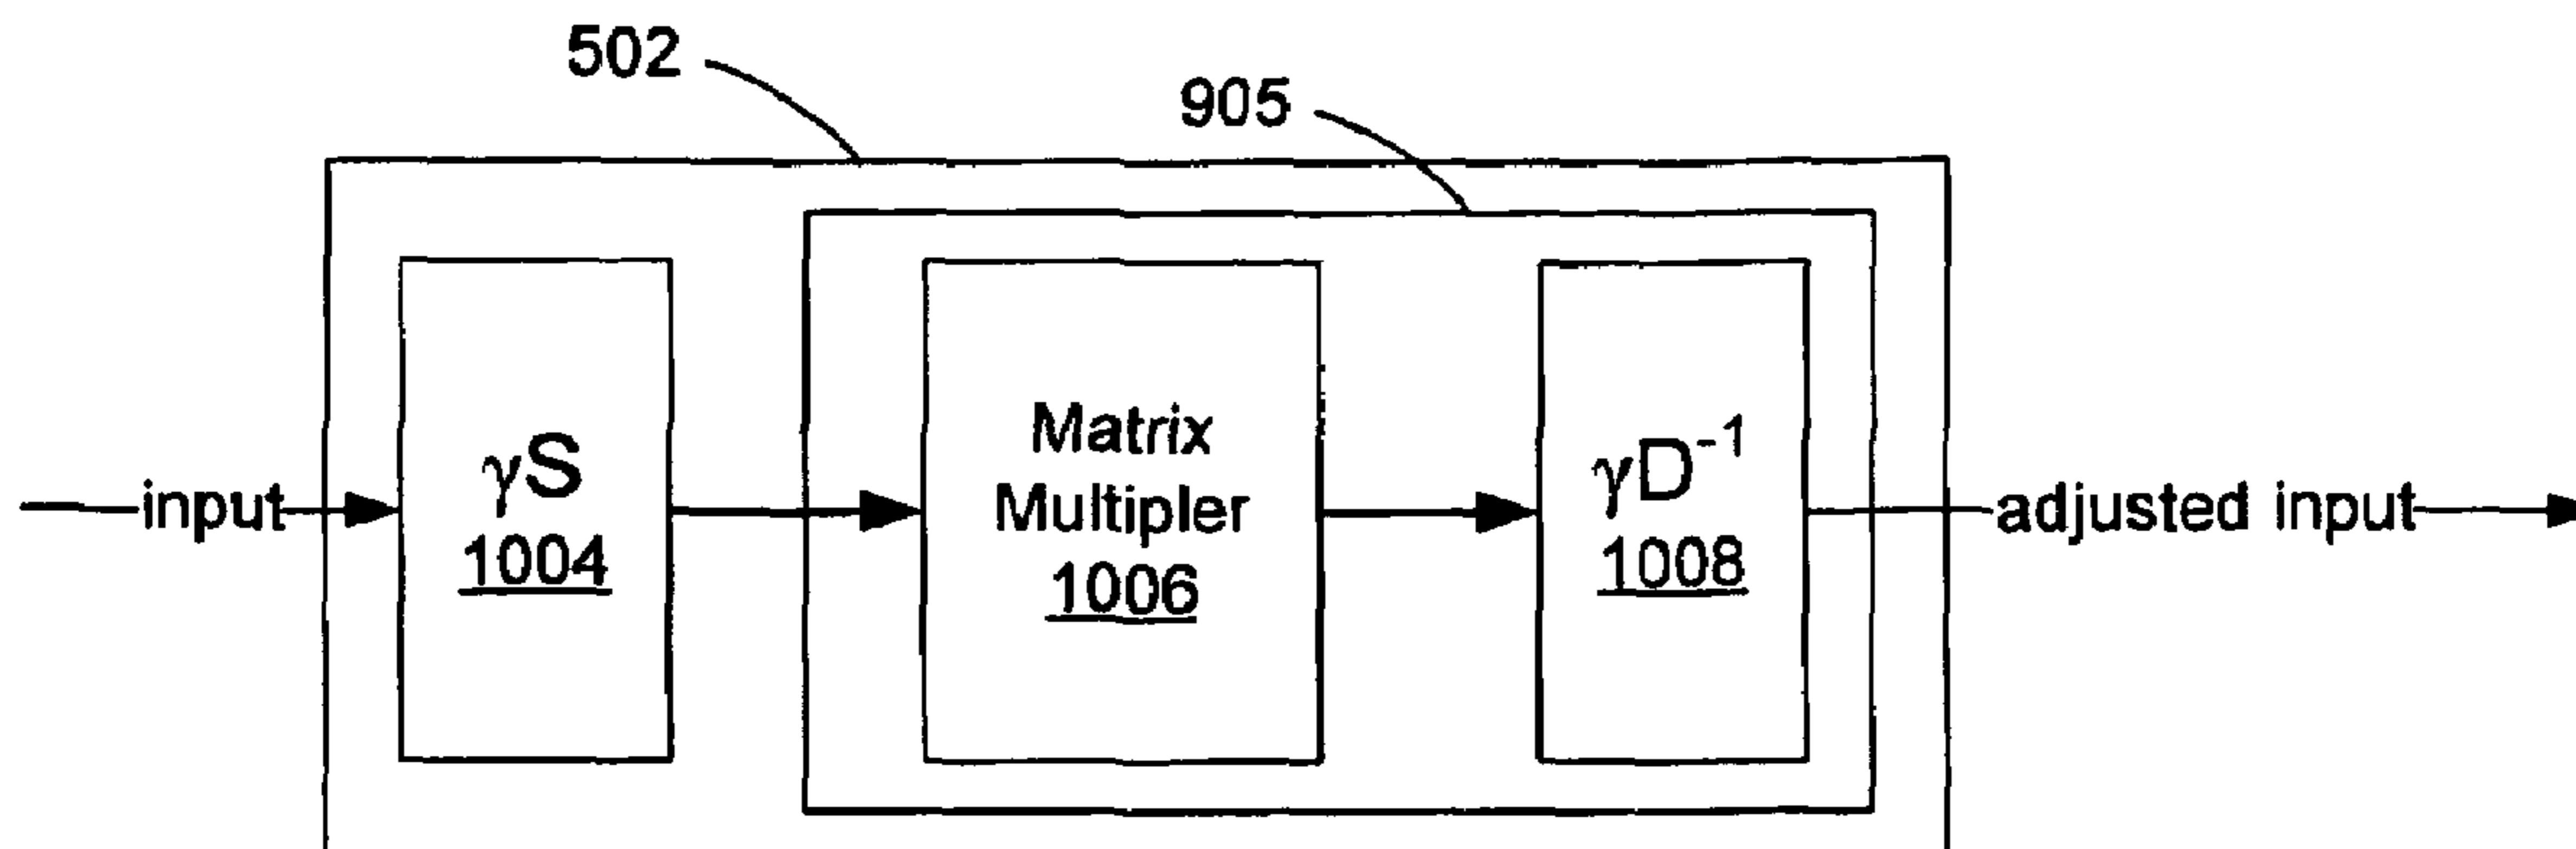 502
905
input
γS
1004
Matrix
Multipler
1006
γD⁻¹
1008
adjusted input